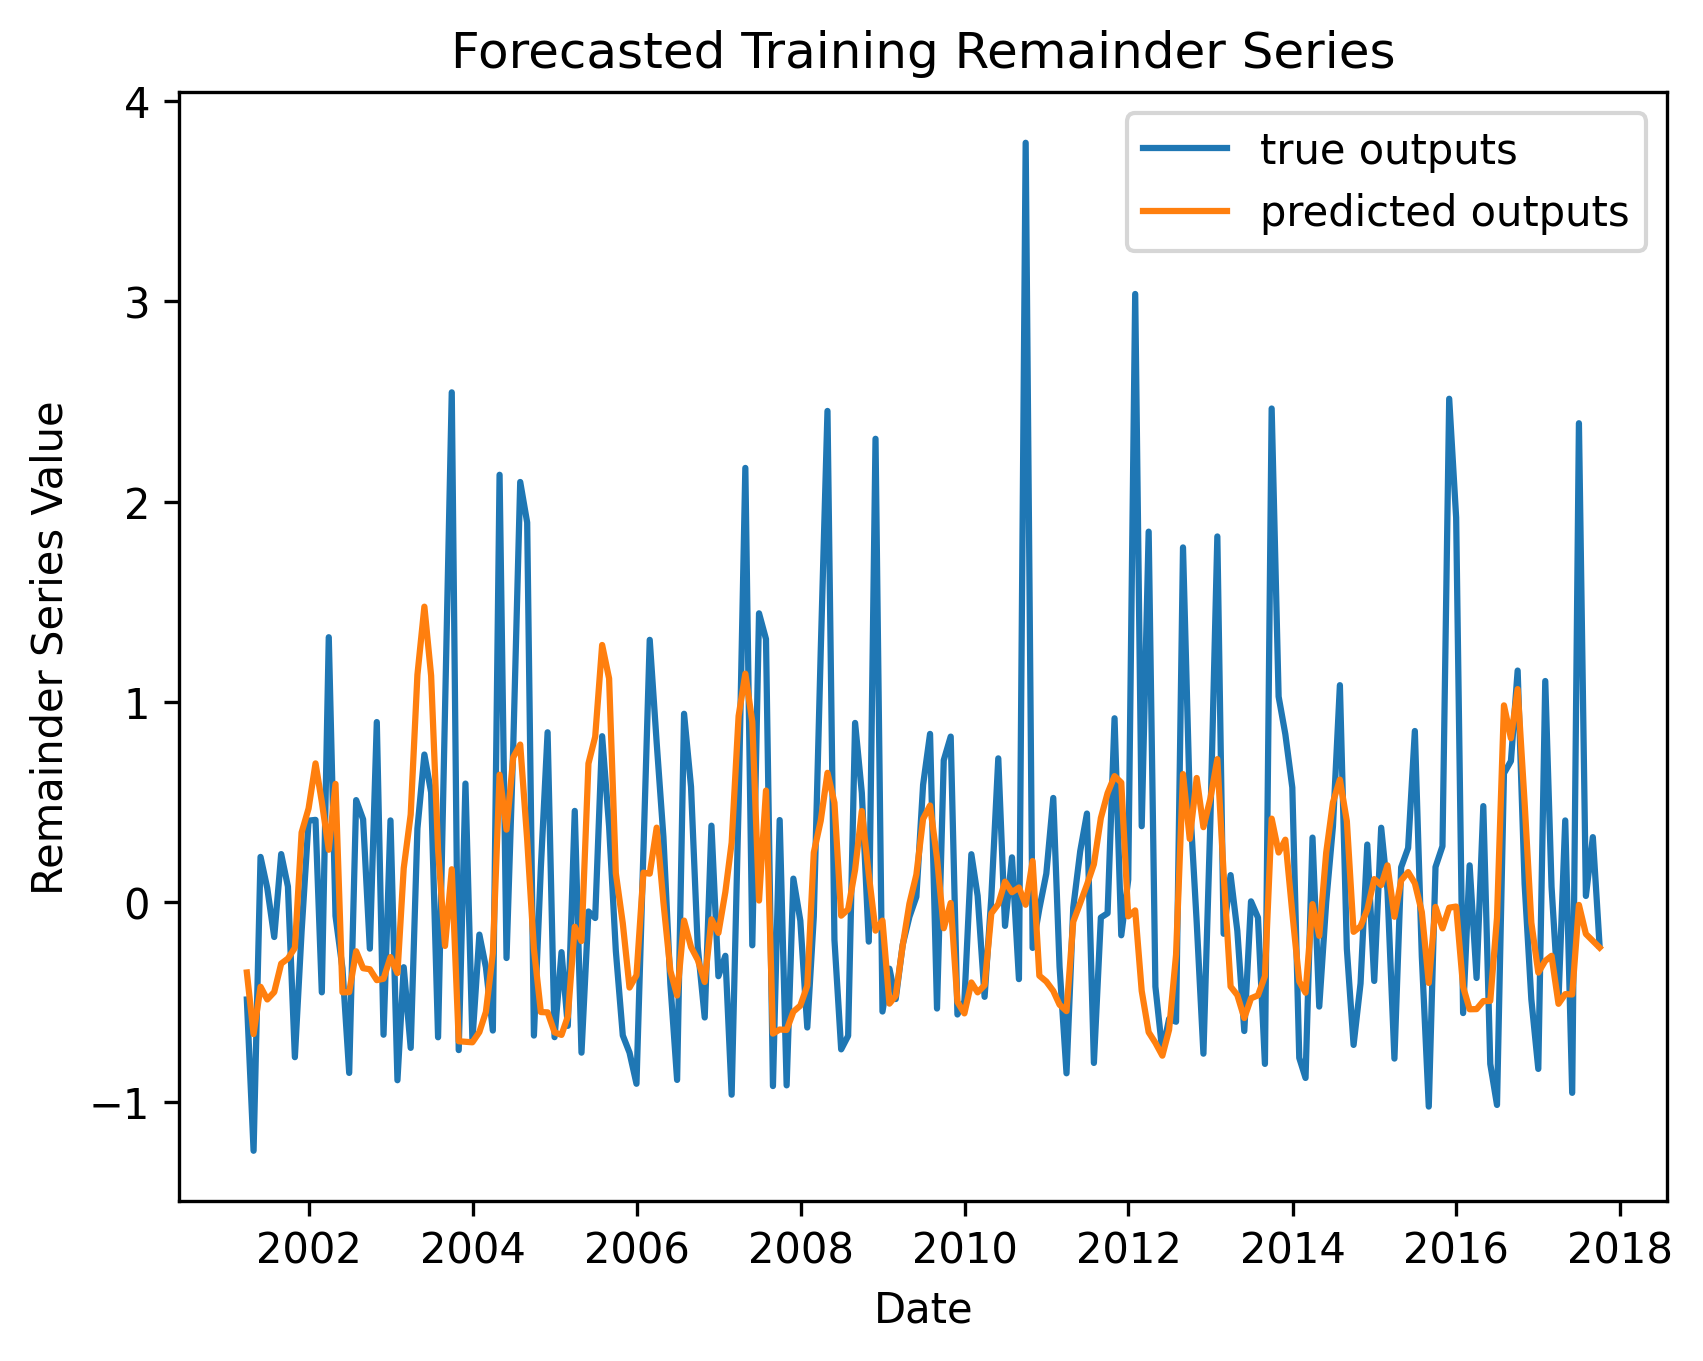 Forecasted Training Remainder Series
4
3
2
1
0
−1
Remainder Series Value
true outputs
predicted outputs
2002 2004 2006 2008 2010 2012 2014 2016 2018
Date